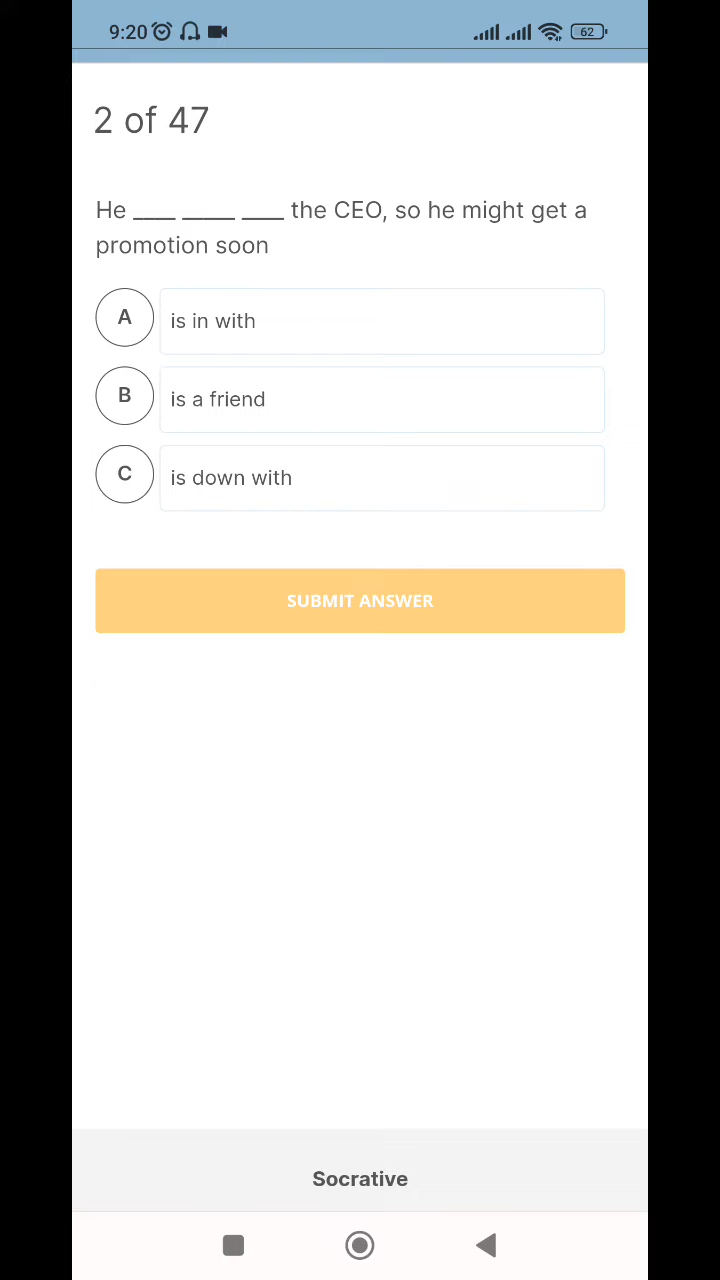 9:20 62
2 of 47
He ____ _____ ____ the CEO, so he might get a
promotion soon
A is in with
B is a friend
C is down with
SUBMIT ANSWER
Socrative